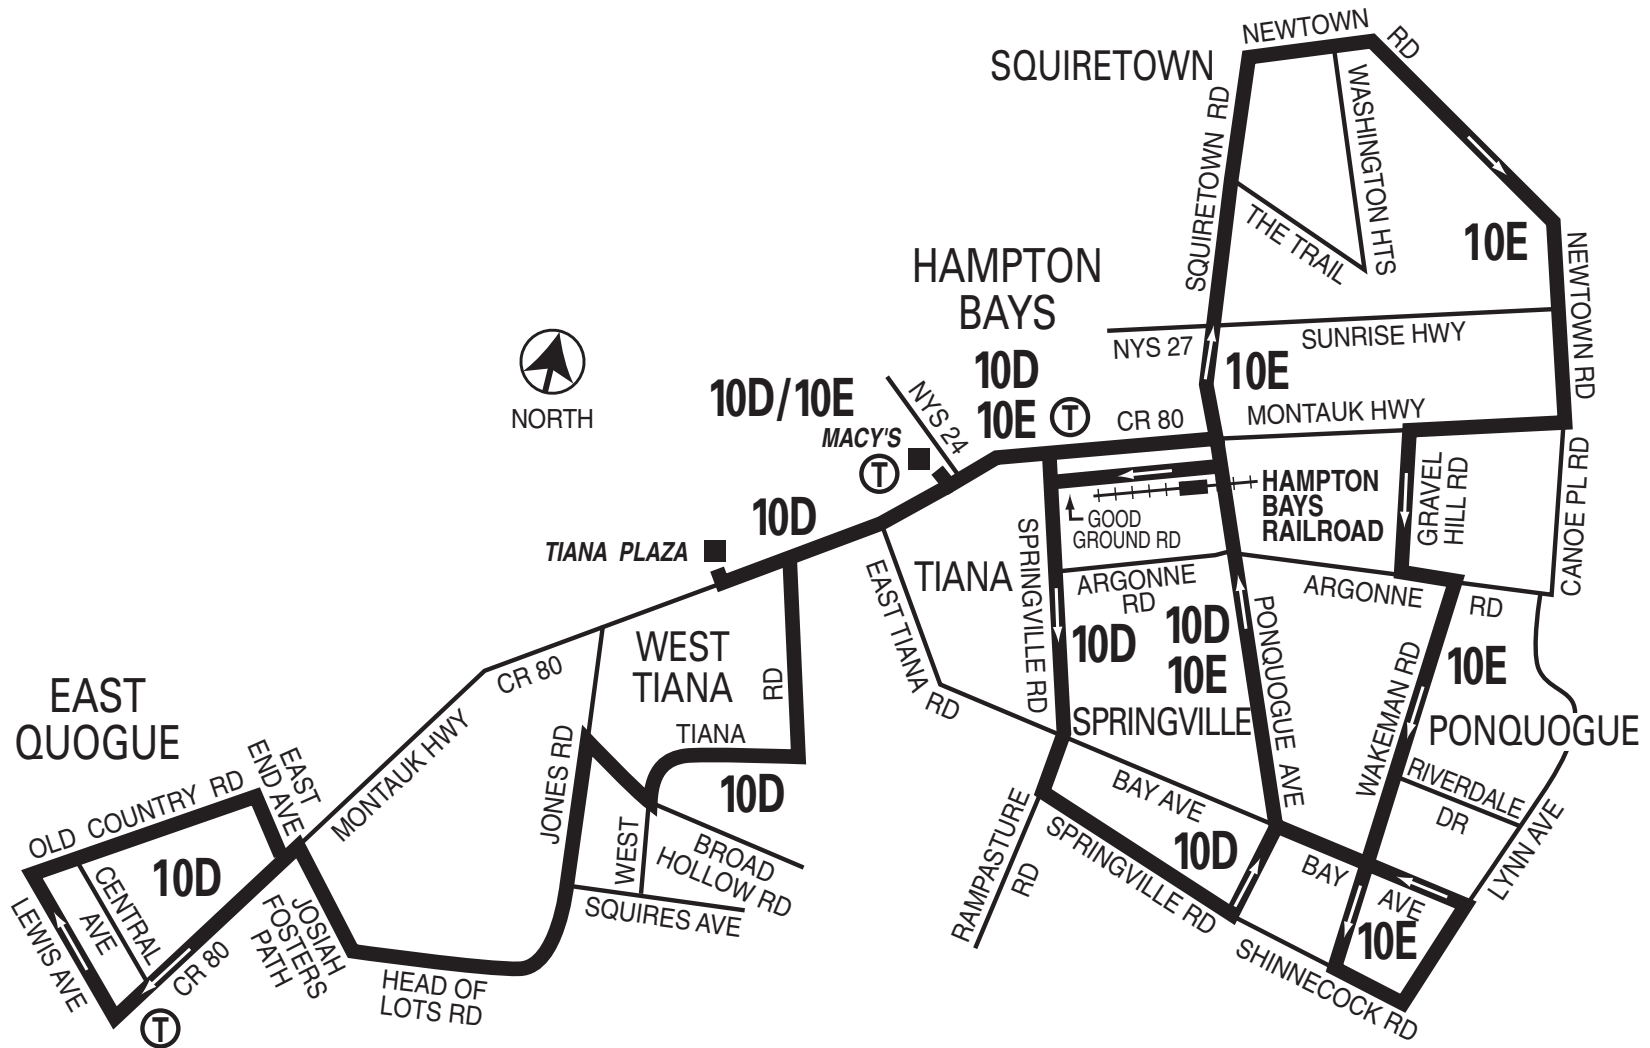 NEWTOWN
RD
SQUIRETOWN
SQUIRETOWN RD
WASHINGTON HTS
THE TRAIL
10E
NEWTOWN RD
HAMPTON
BAYS
10D
10E
T
CR 80
NYS 27
SUNRISE HWY
10E
MONTAUK HWY
NORTH
10D/10E
MACY'S
T
NYS 24
10D
TIANA PLAZA
HAMPTON
BAYS
RAILROAD
GOOD
GROUND RD
GRAVEL
HILL RD
CANOE PL RD
SPRINGVILLE RD
TIANA
EAST TIANA RD
ARGONNE
RD
ARGONNE
RD
10D
10D
10E
SPRINGVILLE
PONQUOGUE AVE
WAKEMAN RD
10E
PONQUOGUE
RIVERDALE
DR
LYNN AVE
WEST
TIANA
CR 80
MONTAUK HWY
JONES RD
TIANA
RD
10D
WEST
BROAD
HOLLOW RD
SQUIRES AVE
EAST
QUOGUE
OLD COUNTRY RD
EAST
END AVE
10D
CENTRAL
AVE
LEWIS AVE
CR 80
T
JOSIAH
FOSTERS
PATH
HEAD OF
LOTS RD
RAMPASTURE
RD
BAY AVE
SPRINGVILLE RD
10D
BAY
AVE
10E
SHINNECOCK RD